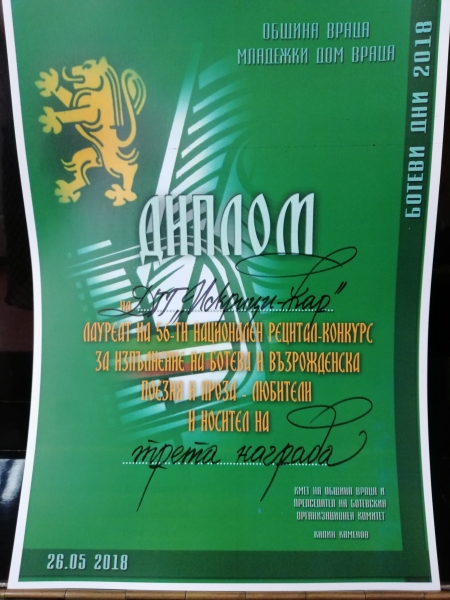 ОБЩИНА ВРАЦА
МЛАДЕЖКИ ДОМ ВРАЦА
БОТЕВИ ДНИ 2018
ДИПЛОМ
на ДТ „Искрици-Жар"
ЛАУРЕАТ НА 56-ТИ НАЦИОНАЛЕН РЕЦИТАЛ-КОНКУРС
ЗА ИЗПЪЛНЕНИЕ НА БОТЕВА И ВЪЗРОЖДЕНСКА
ПОЕЗИЯ И ПРОЗА - ЛЮБИТЕЛИ
И НОСИТЕЛ НА
трета награда
КМЕТ НА ОБЩИНА ВРАЦА И
ПРЕДСЕДАТЕЛ НА БОТЕВСКИЯ
ОРГАНИЗАЦИОНЕН КОМИТЕТ
КАЛИН КАМЕНОВ
26.05 2018